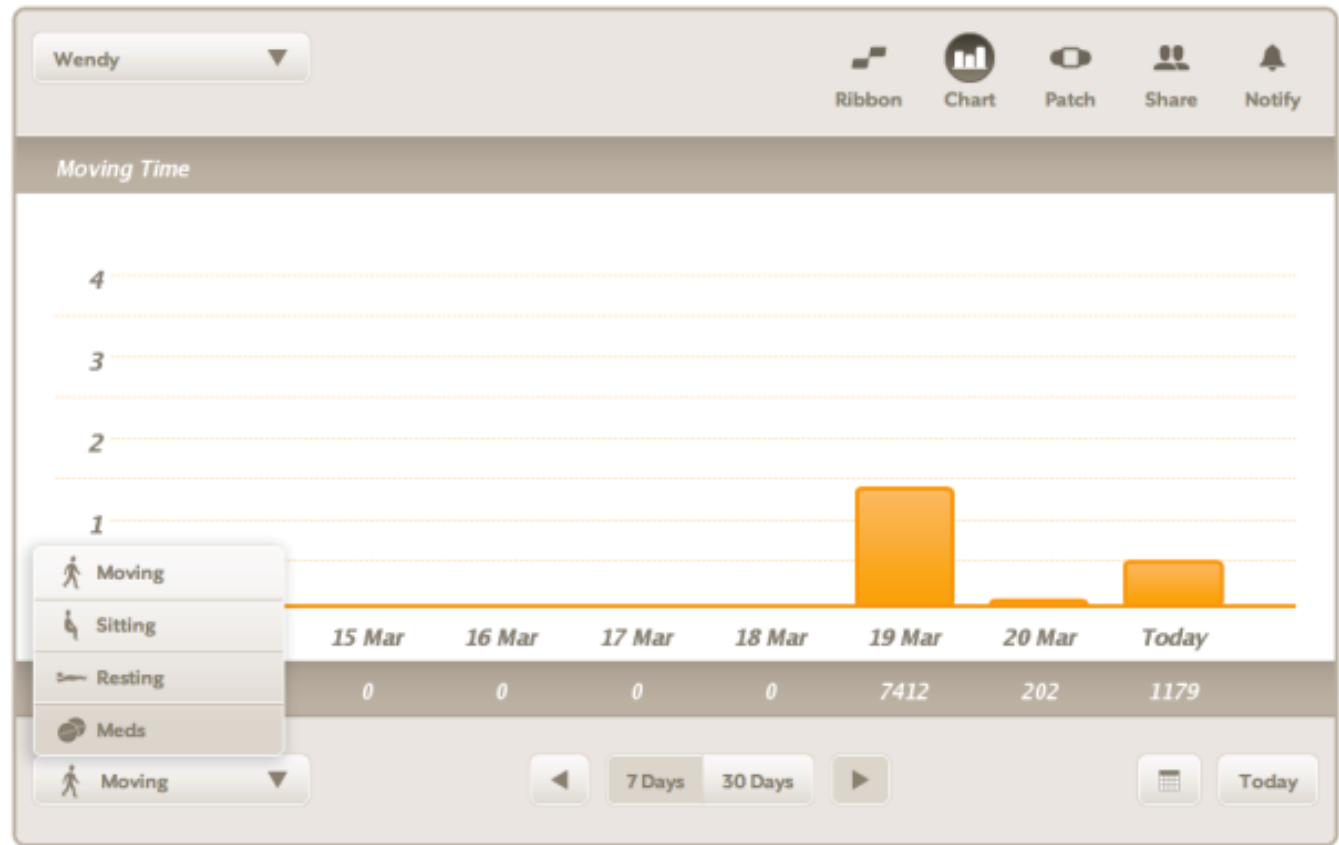 Wendy
Ribbon Chart Patch Share Notify
Moving Time
4
3
2
1
Moving
Sitting
Resting
Meds
15 Mar 16 Mar 17 Mar 18 Mar 19 Mar 20 Mar Today
0 0 0 0 7412 202 1179
Moving 7 Days 30 Days Today